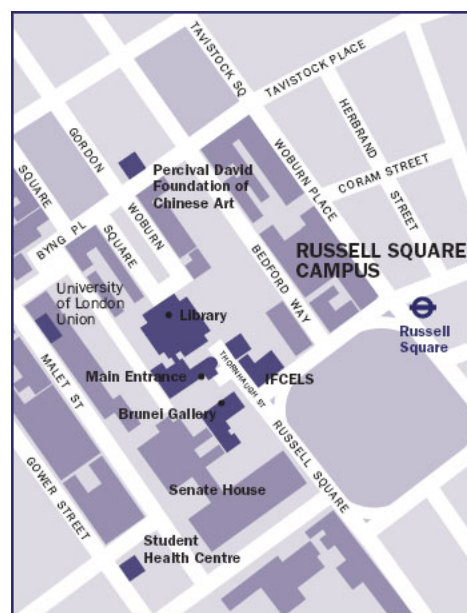 TAVISTOCK SQ
TAVISTOCK PLACE
HERBRAND
STREET
GORDON
SQUARE
WOBURN
SQUARE
Percival David
Foundation of
Chinese Art
WOBURN PLACE
CORAM STREET
BYNG PL
BEDFORD WAY
RUSSELL SQUARE
CAMPUS
University
of London
Union
Library
Russell
Square
MALET ST
Main Entrance
THORNHAUGH ST
IFCELS
Brunei Gallery
RUSSELL SQUARE
GOWER STREET
Senate House
Student
Health Centre